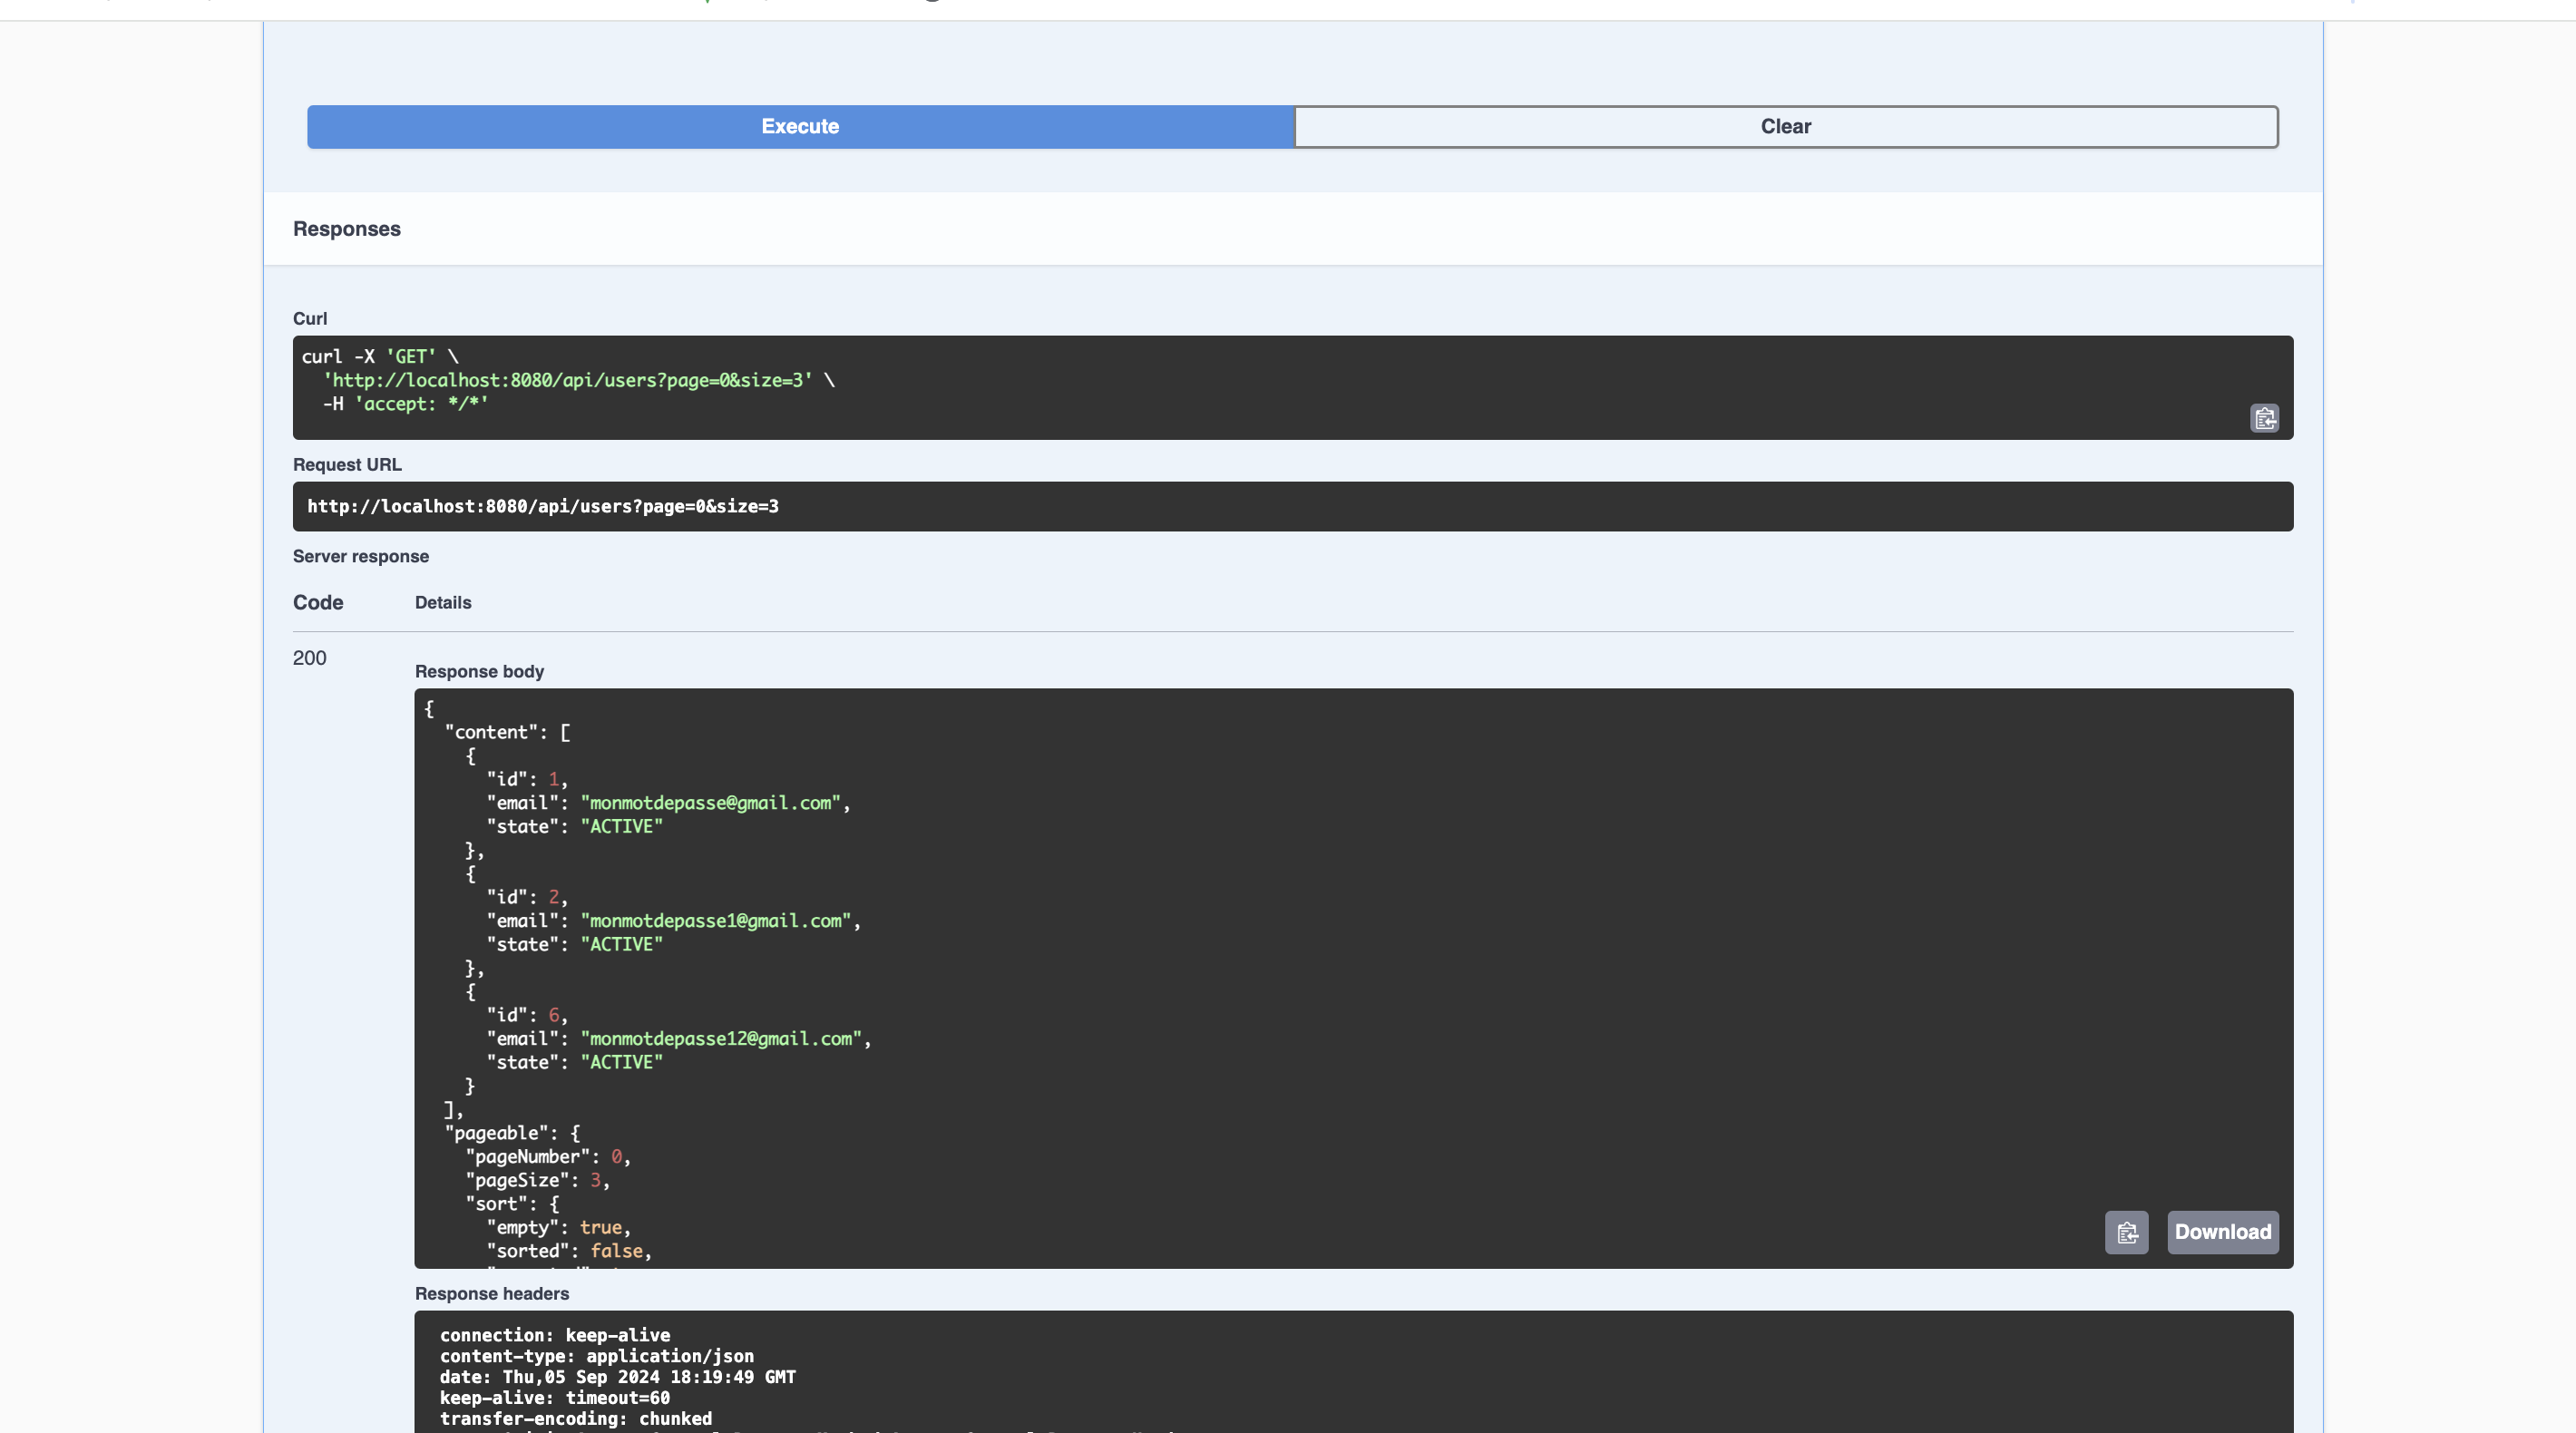 Execute
Clear
Responses
Curl
curl -X 'GET' \
  'http://localhost:8080/api/users?page=0&size=3' \
  -H 'accept: */*'
Request URL
http://localhost:8080/api/users?page=0&size=3
Server response
Code Details
200
Response body
{
  "content": [
    {
      "id": 1,
      "email": "monmotdepasse@gmail.com",
      "state": "ACTIVE"
    },
    {
      "id": 2,
      "email": "monmotdepasse1@gmail.com",
      "state": "ACTIVE"
    },
    {
      "id": 6,
      "email": "monmotdepasse12@gmail.com",
      "state": "ACTIVE"
    }
  ],
  "pageable": {
    "pageNumber": 0,
    "pageSize": 3,
    "sort": {
      "empty": true,
      "sorted": false,
Download
Response headers
connection: keep-alive
content-type: application/json
date: Thu,05 Sep 2024 18:19:49 GMT
keep-alive: timeout=60
transfer-encoding: chunked